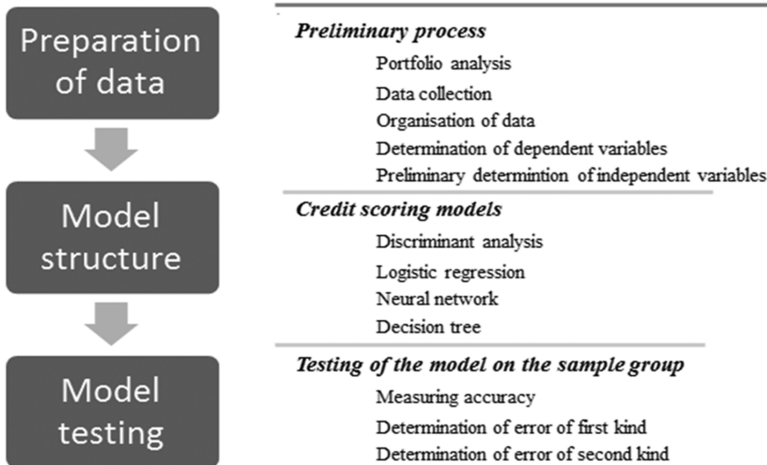 Preparation
of data
Preliminary process
Portfolio analysis
Data collection
Organisation of data
Determination of dependent variables
Preliminary determintion of independent variables
Model
structure
Credit scoring models
Discriminant analysis
Logistic regression
Neural network
Decision tree
Model
testing
Testing of the model on the sample group
Measuring accuracy
Determination of error of first kind
Determination of error of second kind